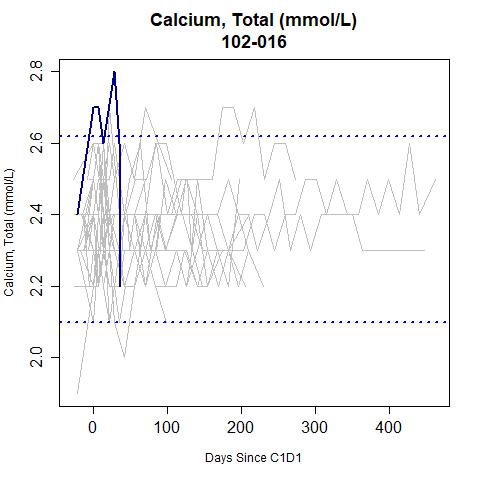 Calcium, Total (mmol/L)
102-016
Calcium, Total (mmol/L)
2.8
2.6
2.4
2.2
2.0
0 100 200 300 400
Days Since C1D1